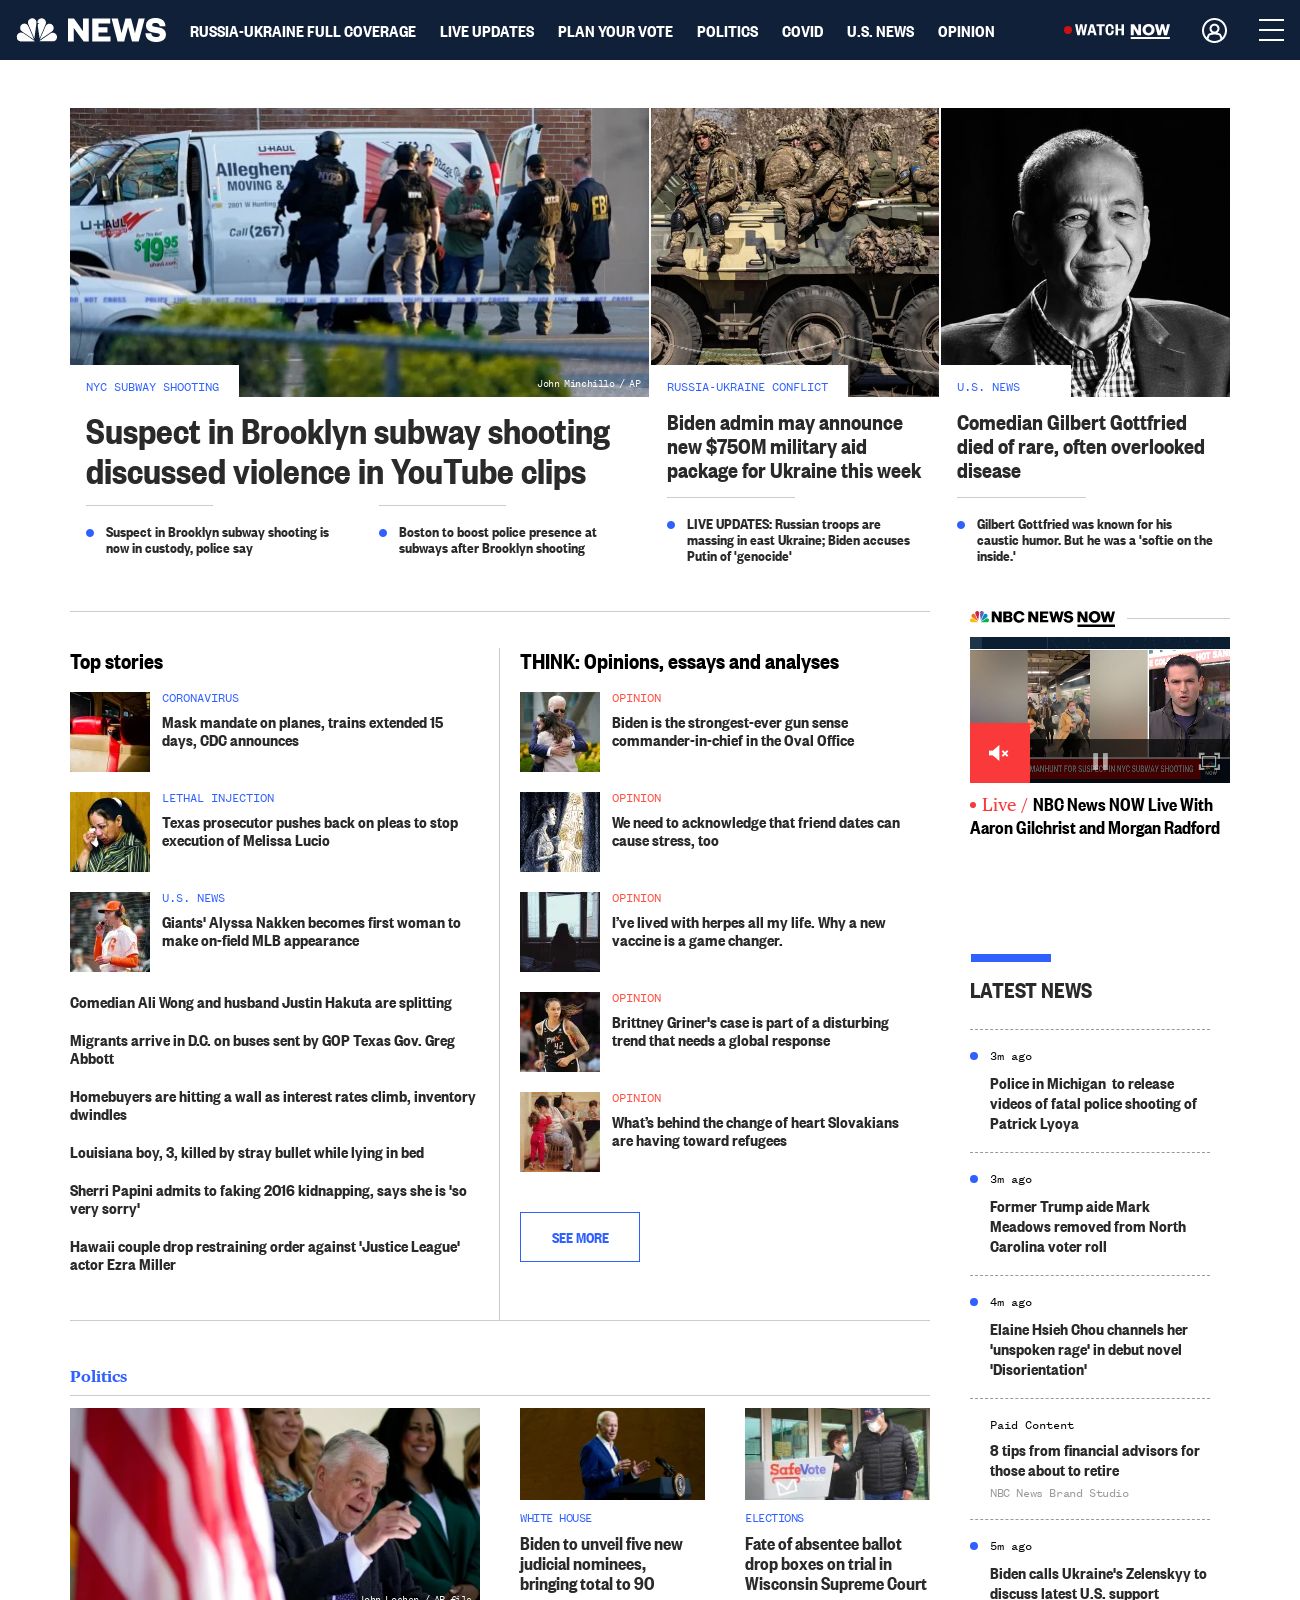 NEWS
RUSSIA-UKRAINE FULL COVERAGE
LIVE UPDATES
PLAN YOUR VOTE
POLITICS
COVID
U.S. NEWS
OPINION
WATCH NOW
U-HAUL
Allegheny
MOVING &
2801 W Hunting
Call (267)
U-HAUL
$19.95
NYPD
FBI
NYC SUBWAY SHOOTING
John Minchillo / AP
Suspect in Brooklyn subway shooting
discussed violence in YouTube clips
Suspect in Brooklyn subway shooting is
now in custody, police say
Boston to boost police presence at
subways after Brooklyn shooting
RUSSIA-UKRAINE CONFLICT
Biden admin may announce
new $750M military aid
package for Ukraine this week
LIVE UPDATES: Russian troops are
massing in east Ukraine; Biden accuses
Putin of 'genocide'
U.S. NEWS
Comedian Gilbert Gottfried
died of rare, often overlooked
disease
Gilbert Gottfried was known for his
caustic humor. But he was a 'softie on the
inside.'
Top stories
CORONAVIRUS
Mask mandate on planes, trains extended 15
days, CDC announces
LETHAL INJECTION
Texas prosecutor pushes back on pleas to stop
execution of Melissa Lucio
U.S. NEWS
Giants' Alyssa Nakken becomes first woman to
make on-field MLB appearance
Comedian Ali Wong and husband Justin Hakuta are splitting
Migrants arrive in D.C. on buses sent by GOP Texas Gov. Greg
Abbott
Homebuyers are hitting a wall as interest rates climb, inventory
dwindles
Louisiana boy, 3, killed by stray bullet while lying in bed
Sherri Papini admits to faking 2016 kidnapping, says she is 'so
very sorry'
Hawaii couple drop restraining order against 'Justice League'
actor Ezra Miller
THINK: Opinions, essays and analyses
OPINION
Biden is the strongest-ever gun sense
commander-in-chief in the Oval Office
OPINION
We need to acknowledge that friend dates can
cause stress, too
OPINION
I’ve lived with herpes all my life. Why a new
vaccine is a game changer.
OPINION
Brittney Griner's case is part of a disturbing
trend that needs a global response
OPINION
What’s behind the change of heart Slovakians
are having toward refugees
SEE MORE
NBC NEWS NOW
MANHUNT FOR SUSPECT IN NYC SUBWAY SHOOTING
NOW
Live / NBC News NOW Live With
Aaron Gilchrist and Morgan Radford
LATEST NEWS
3m ago
Police in Michigan to release
videos of fatal police shooting of
Patrick Lyoya
3m ago
Former Trump aide Mark
Meadows removed from North
Carolina voter roll
4m ago
Elaine Hsieh Chou channels her
'unspoken rage' in debut novel
'Disorientation'
Paid Content
8 tips from financial advisors for
those about to retire
NBC News Brand Studio
5m ago
Biden calls Ukraine's Zelenskyy to
discuss latest U.S. support
Politics
John Locher / AP file
WHITE HOUSE
Biden to unveil five new
judicial nominees,
bringing total to 90
SafeVote
ELECTIONS
Fate of absentee ballot
drop boxes on trial in
Wisconsin Supreme Court